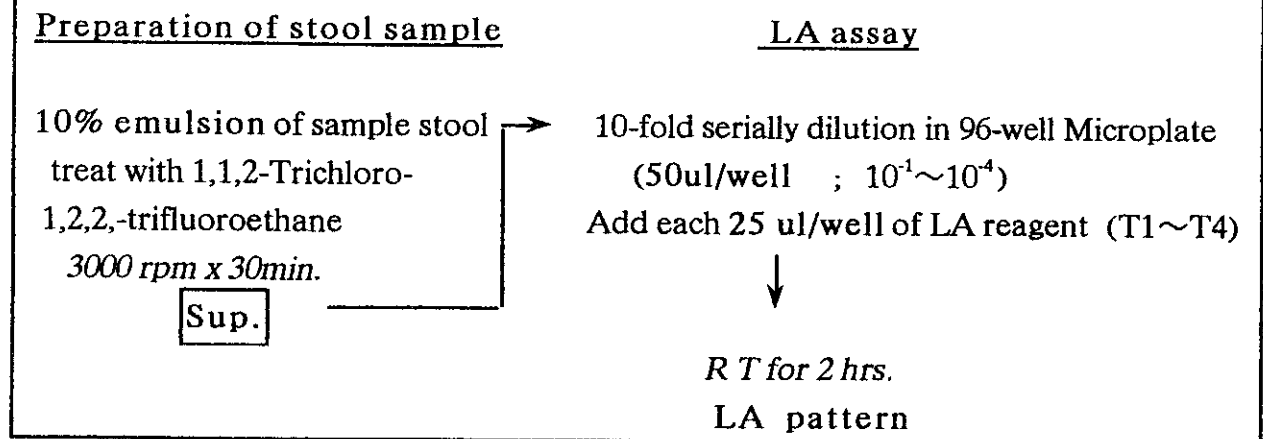 Preparation of stool sample
10% emulsion of sample stool
treat with 1,1,2-Trichloro-
1,2,2,-trifluoroethane
3000 rpm x 30min.
Sup.
LA assay
10-fold serially dilution in 96-well Microplate
(50ul/well ; 10⁻¹~10⁻⁴)
Add each 25 ul/well of LA reagent (T1~T4)
R T for 2 hrs.
LA pattern